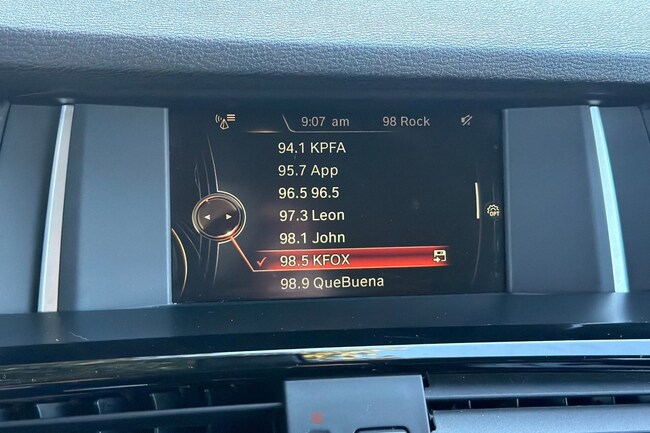 9:07 am 98 Rock
94.1 KPFA
95.7 App
96.5 96.5
97.3 Leon
98.1 John
98.5 KFOX
98.9 QueBuena
OPT